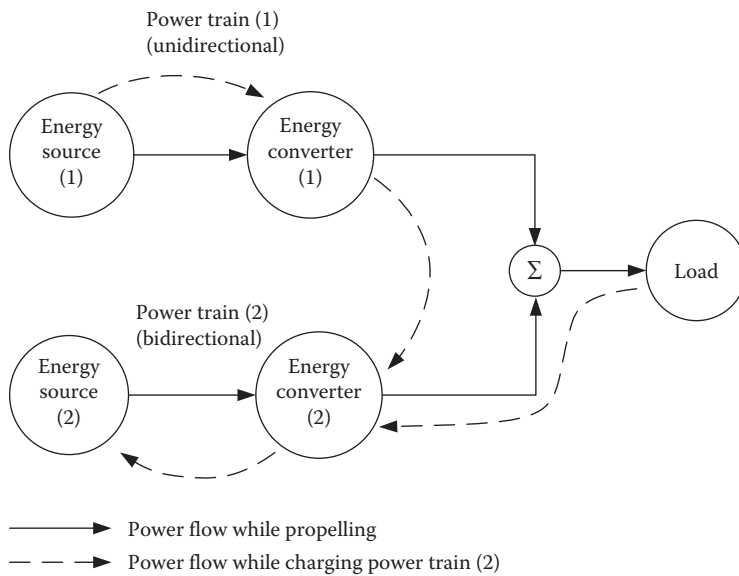 Power train (1)
(unidirectional)
Energy
source
(1)
Energy
converter
(1)
Σ
Load
Power train (2)
(bidirectional)
Energy
source
(2)
Energy
converter
(2)
Power flow while propelling
Power flow while charging power train (2)